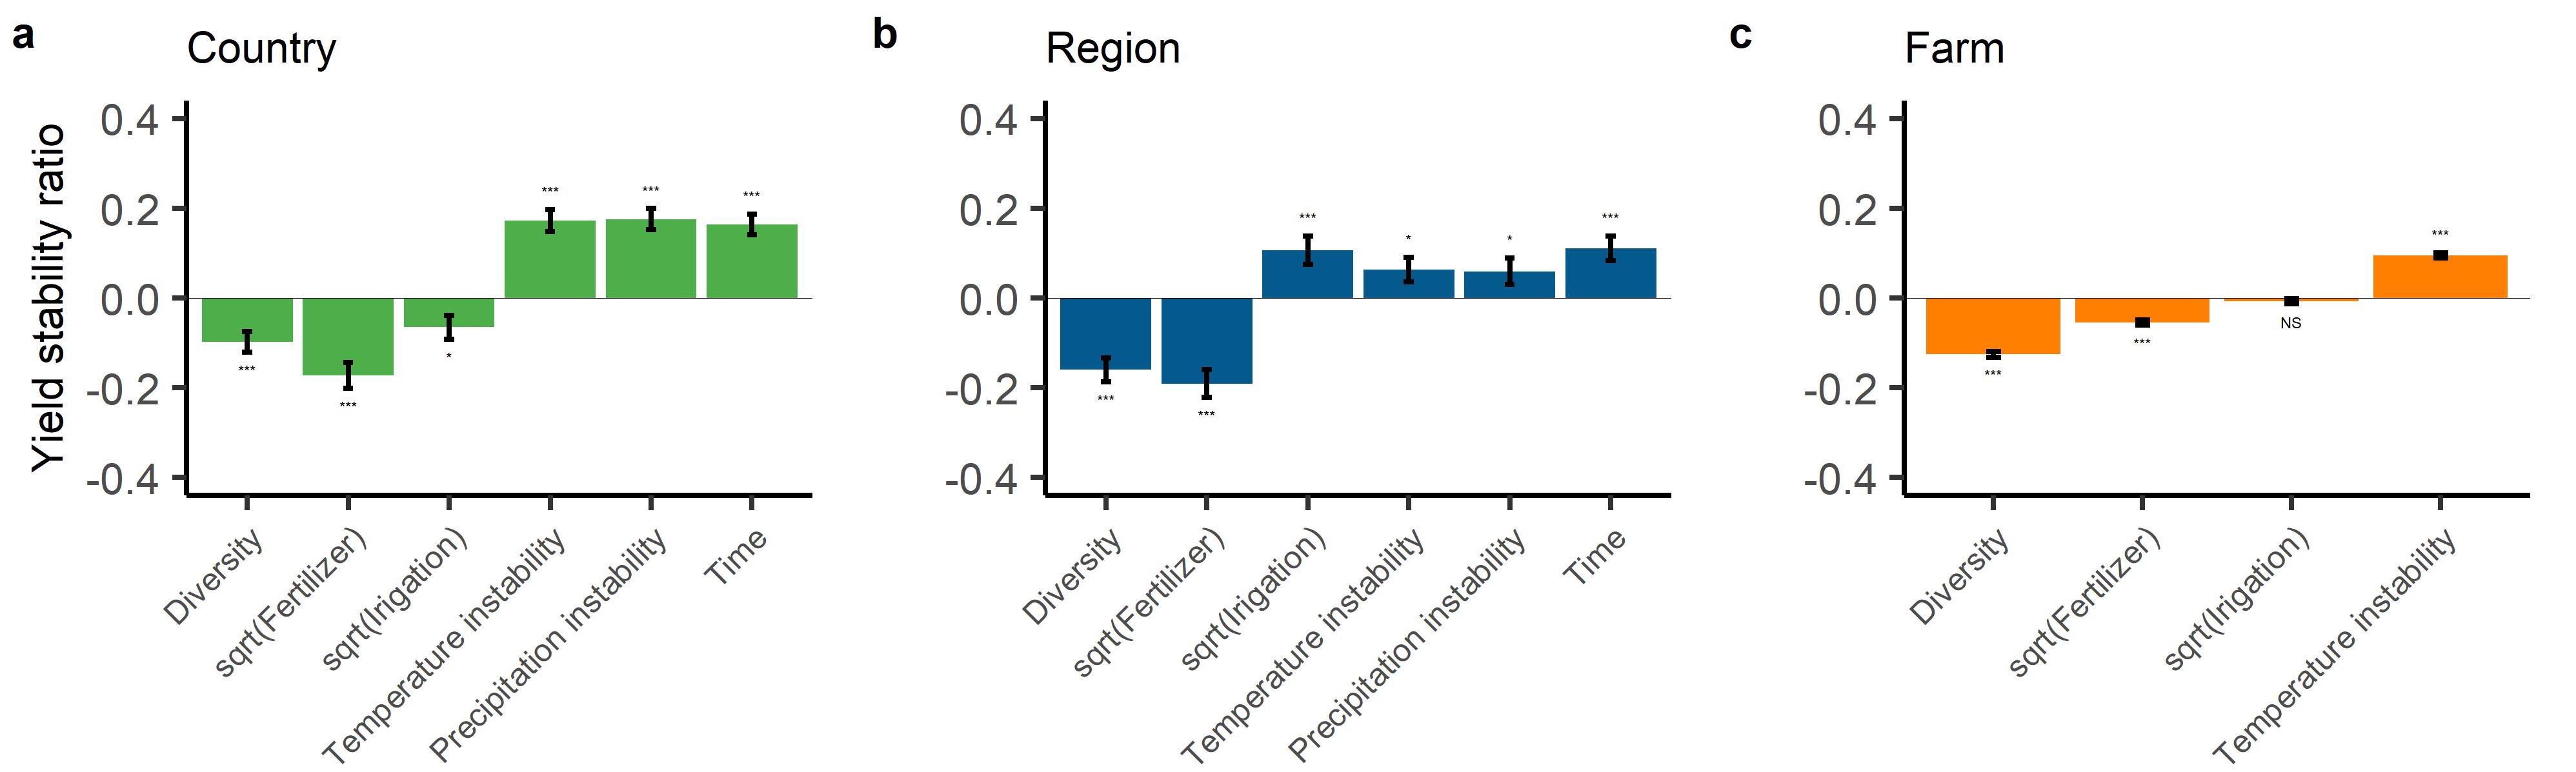 a
Country
Yield stability ratio
0.4
0.2
0.0
-0.2
-0.4
***
***
*
***
***
***
Diversity
sqrt(Fertilizer)
sqrt(Irigation)
Temperature instability
Precipitation instability
Time
b
Region
0.4
0.2
0.0
-0.2
-0.4
***
***
***
*
*
***
Diversity
sqrt(Fertilizer)
sqrt(Irigation)
Temperature instability
Precipitation instability
Time
c
Farm
0.4
0.2
0.0
-0.2
-0.4
***
***
NS
***
Diversity
sqrt(Fertilizer)
sqrt(Irigation)
Temperature instability